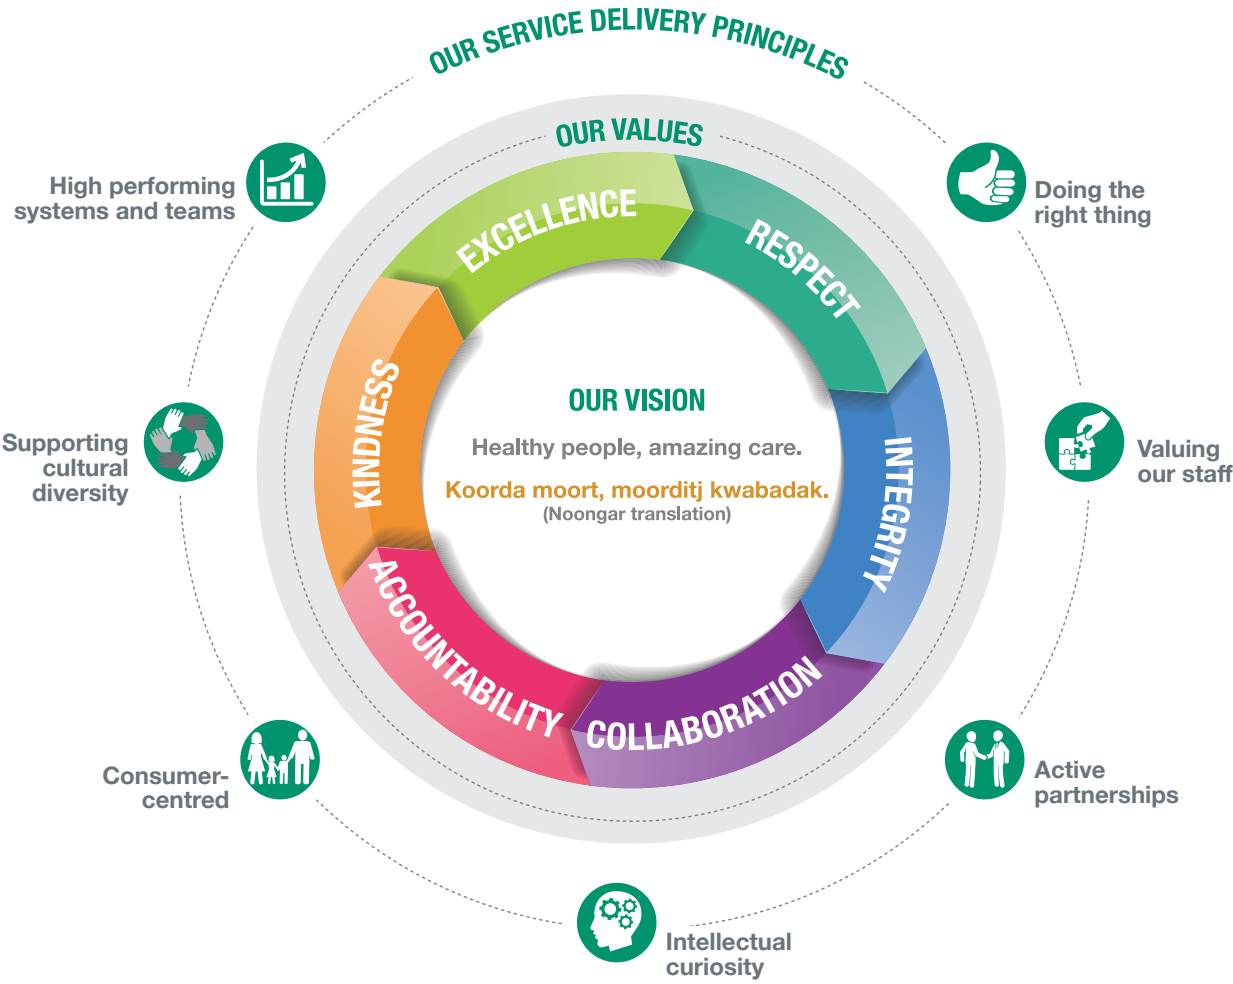 OUR SERVICE DELIVERY PRINCIPLES
OUR VALUES
EXCELLENCE
RESPECT
INTEGRITY
COLLABORATION
ACCOUNTABILITY
KINDNESS
OUR VISION
Healthy people, amazing care.
Koorda moort, moorditj kwabadak.
(Noongar translation)
Doing the
right thing
Valuing
our staff
Active
partnerships
Intellectual
curiosity
Consumer-
centred
Supporting
cultural
diversity
High performing
systems and teams